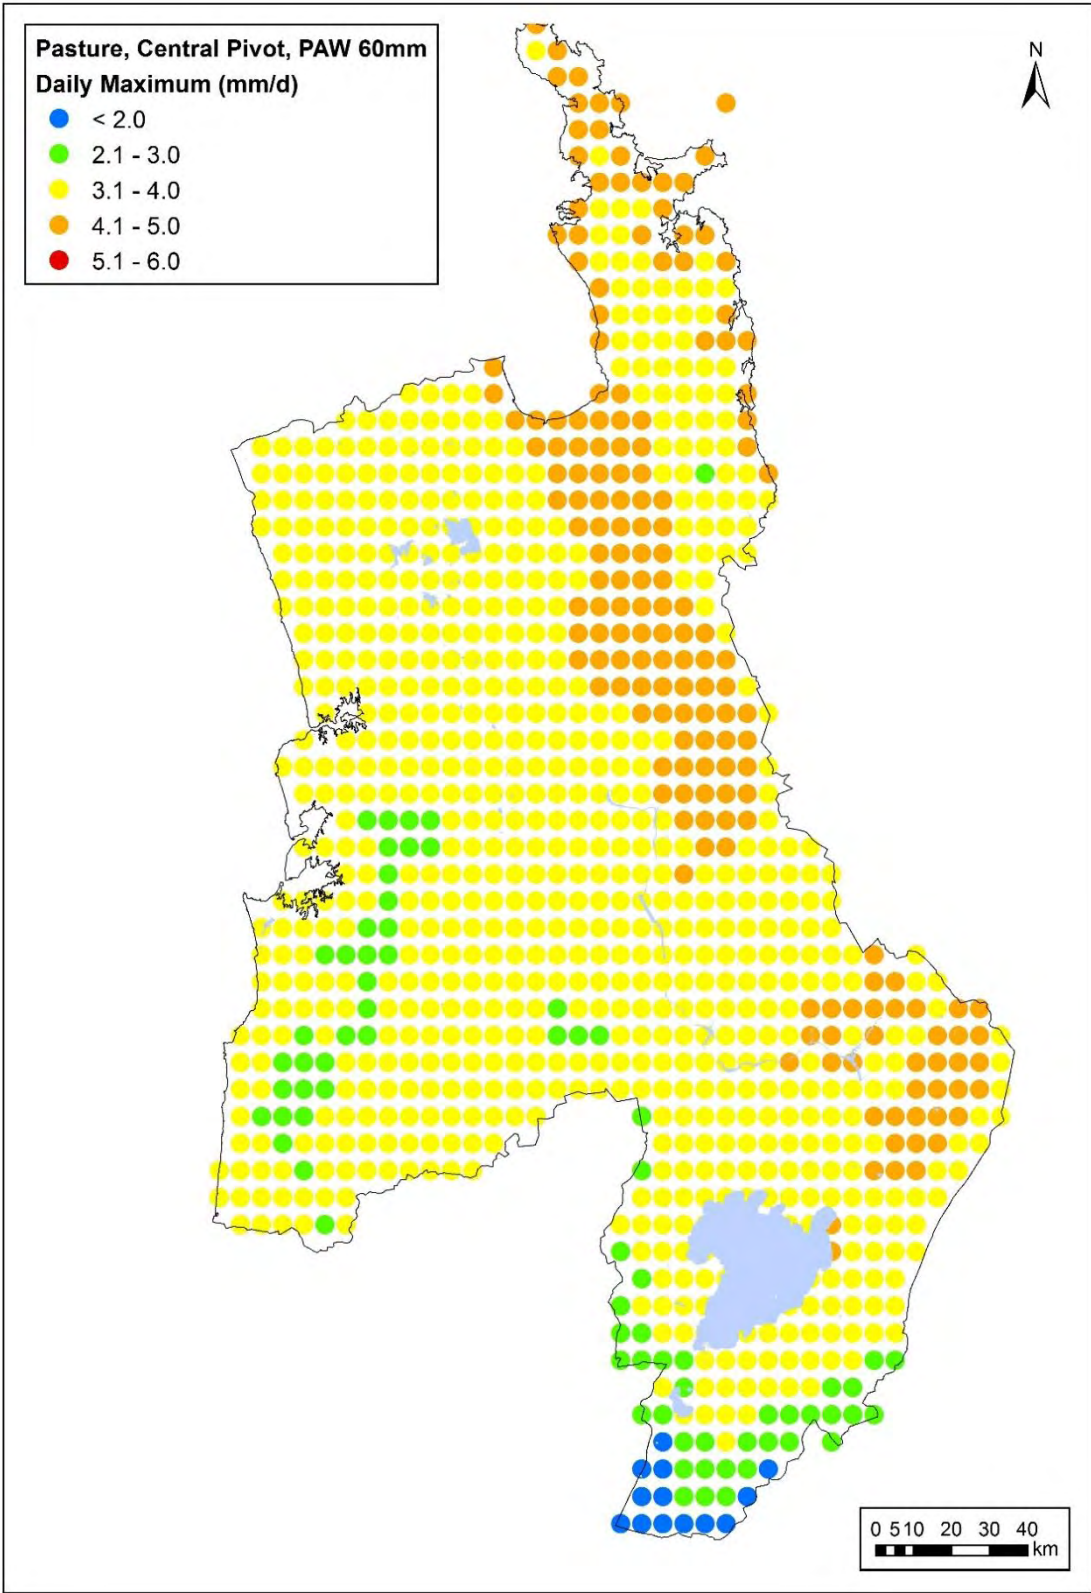 Pasture, Central Pivot, PAW 60mm
Daily Maximum (mm/d)
< 2.0
2.1 - 3.0
3.1 - 4.0
4.1 - 5.0
5.1 - 6.0
N
0 5 10 20 30 40
km